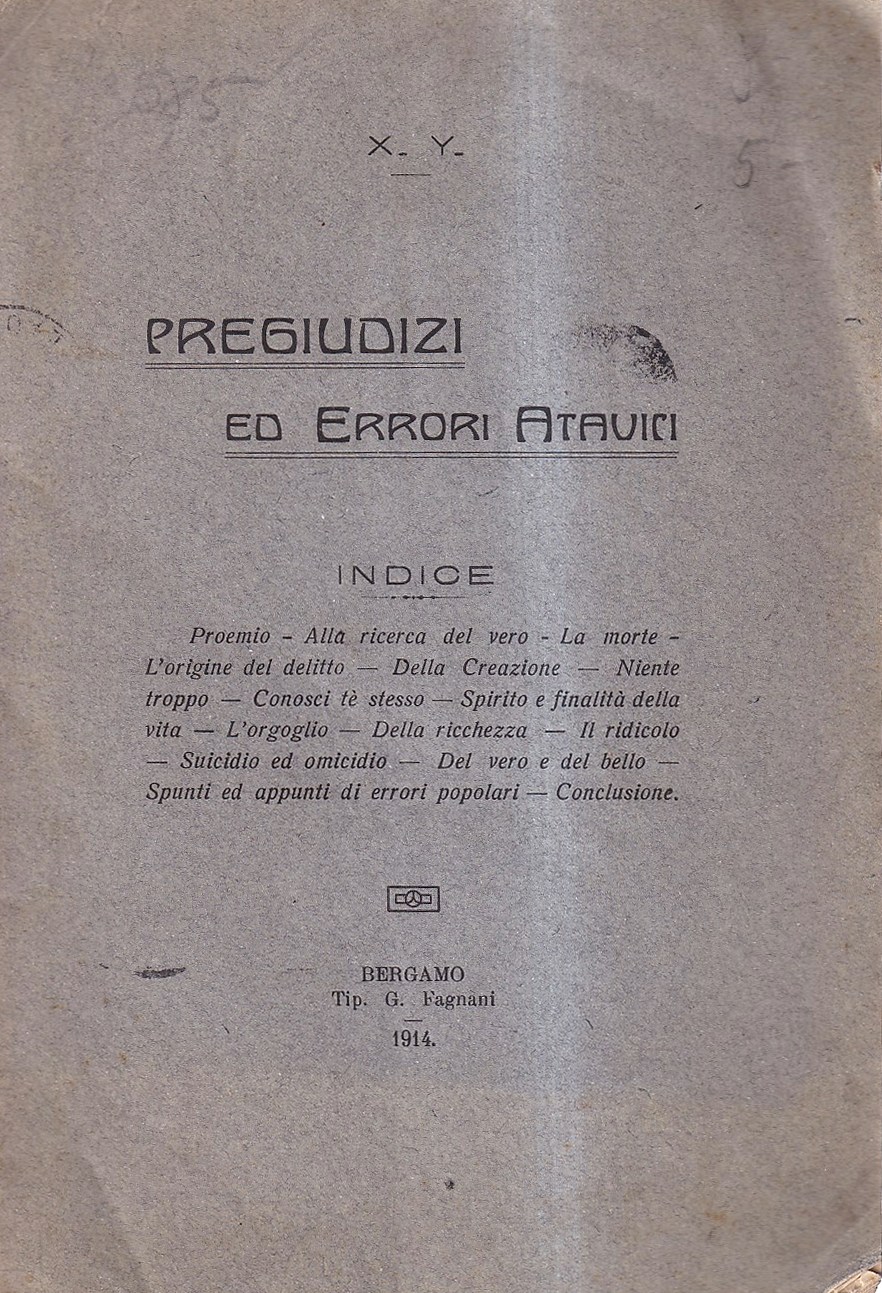 X. Y.
PREGIUDIZI
ED ERRORI ATAVICI
INDICE
Proemio - Alla ricerca del vero - La morte -
L'origine del delitto — Della Creazione — Niente
troppo — Conosci tè stesso — Spirito e finalità della
vita — L'orgoglio — Della ricchezza — Il ridicolo
— Suicidio ed omicidio — Del vero e del bello —
Spunti ed appunti di errori popolari — Conclusione.
BERGAMO
Tip. G. Fagnani
1914.
5-